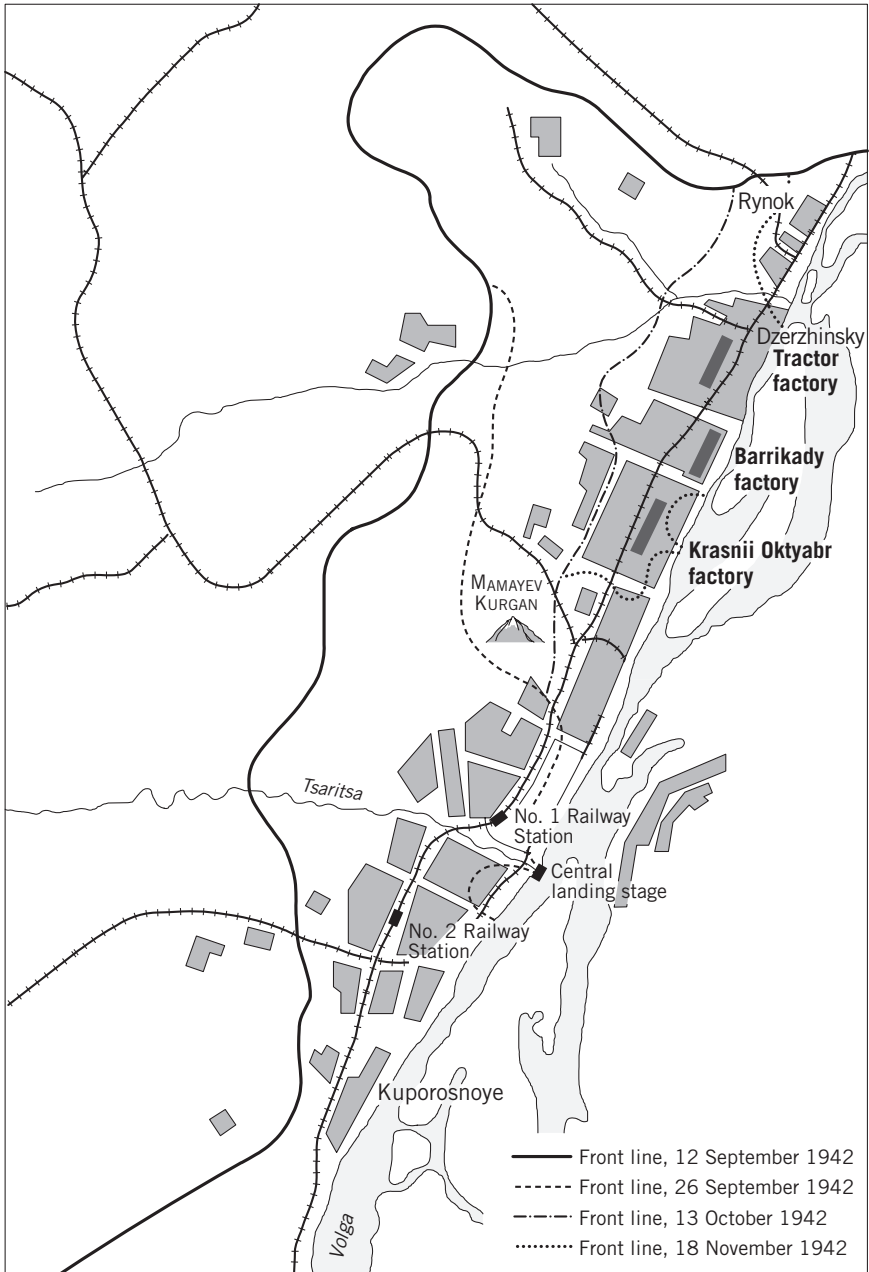 Rynok
Dzerzhinsky
Tractor
factory
Barrikady
factory
Krasnii Oktyabr
factory
MAMAYEV
KURGAN
Tsaritsa
No. 1 Railway
Station
Central
landing stage
No. 2 Railway
Station
Kuporosnoye
Volga
Front line, 12 September 1942
Front line, 26 September 1942
Front line, 13 October 1942
Front line, 18 November 1942